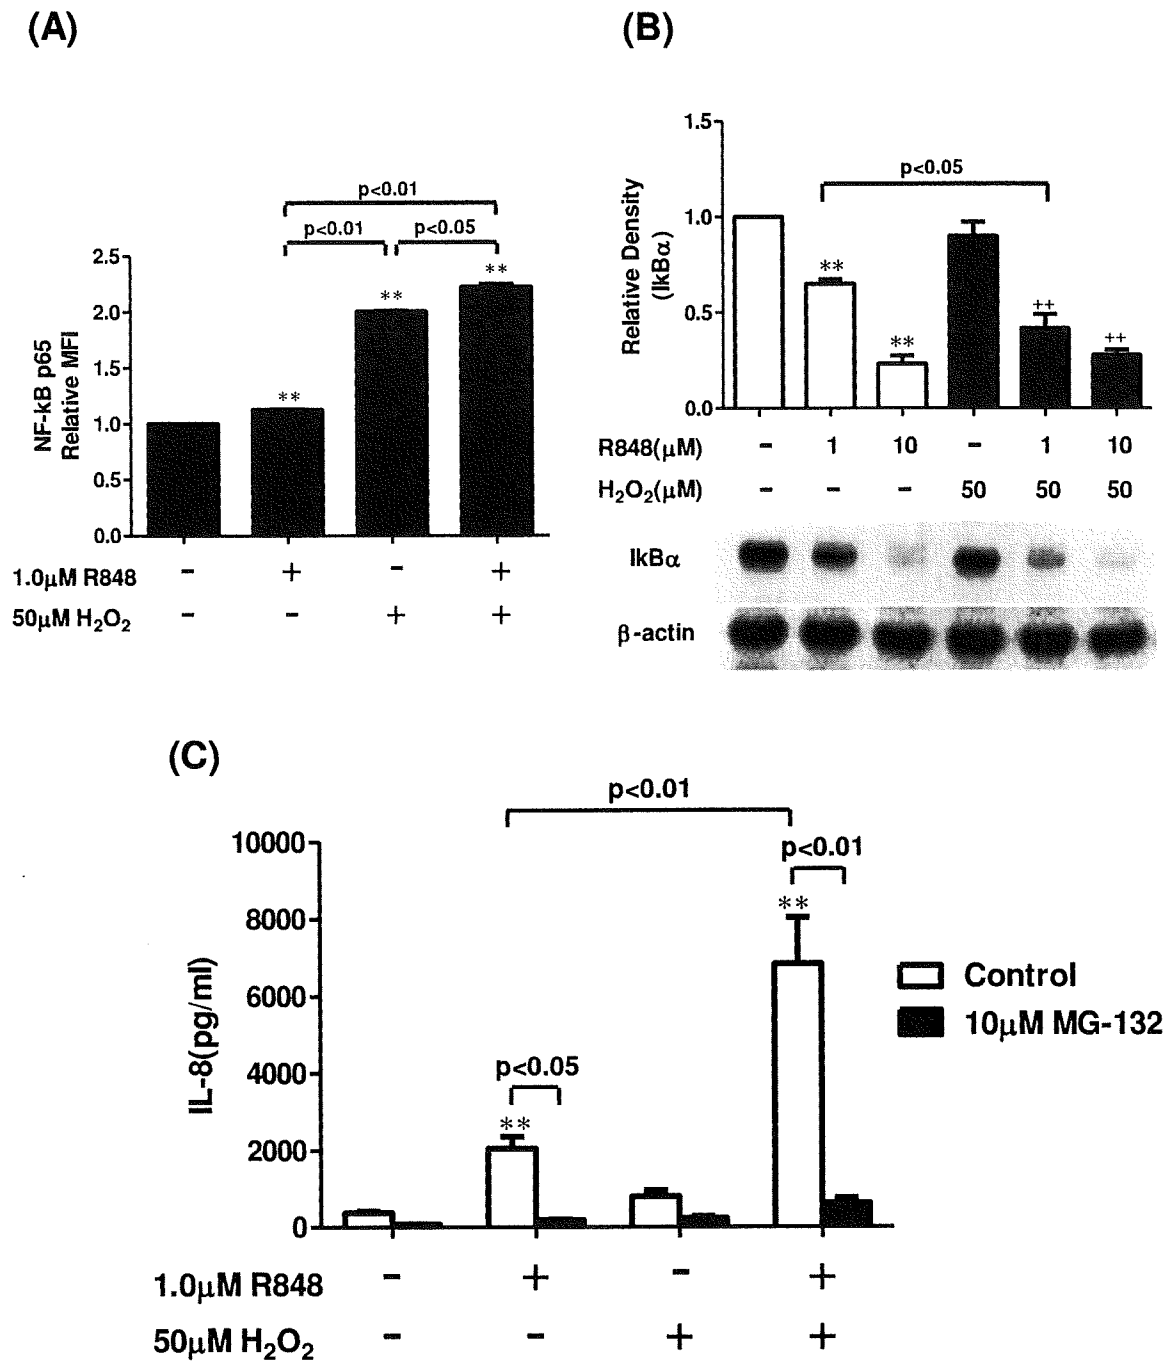 (A)
p<0.01
p<0.01 p<0.05
**
**
**
2.5
2.0
1.5
1.0
0.5
0.0
NF-kB p65
Relative MFI
1.0μM R848 - + - +
50μM H₂O₂ - - + +
(B)
p<0.05
**
**
++
++
1.5
1.0
0.5
0.0
Relative Density
(IkBα)
R848(μM) - 1 10 - 1 10
H₂O₂(μM) - - - 50 50 50
IkBα
β-actin
(C)
p<0.01
p<0.01
**
p<0.05
**
10000
8000
6000
4000
2000
0
IL-8(pg/ml)
Control
10μM MG-132
1.0μM R848 - + - +
50μM H₂O₂ - - + +